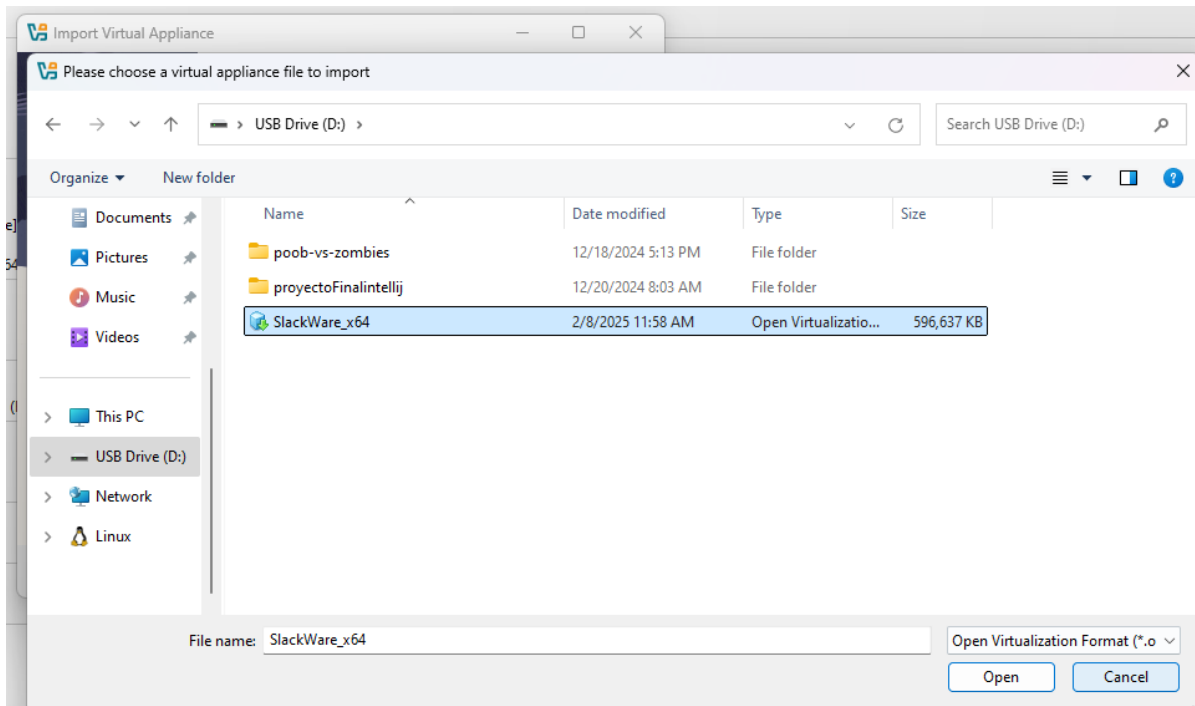 Import Virtual Appliance
Please choose a virtual appliance file to import
USB Drive (D:)
Search USB Drive (D:)
Organize
New folder
Name
Date modified
Type
Size
Documents
Pictures
Music
Videos
This PC
USB Drive (D:)
Network
Linux
poob-vs-zombies 12/18/2024 5:13 PM File folder
proyectoFinalintellij 12/20/2024 8:03 AM File folder
SlackWare_x64 2/8/2025 11:58 AM Open Virtualizatio... 596,637 KB
File name: SlackWare_x64
Open Virtualization Format (*.o
Open
Cancel